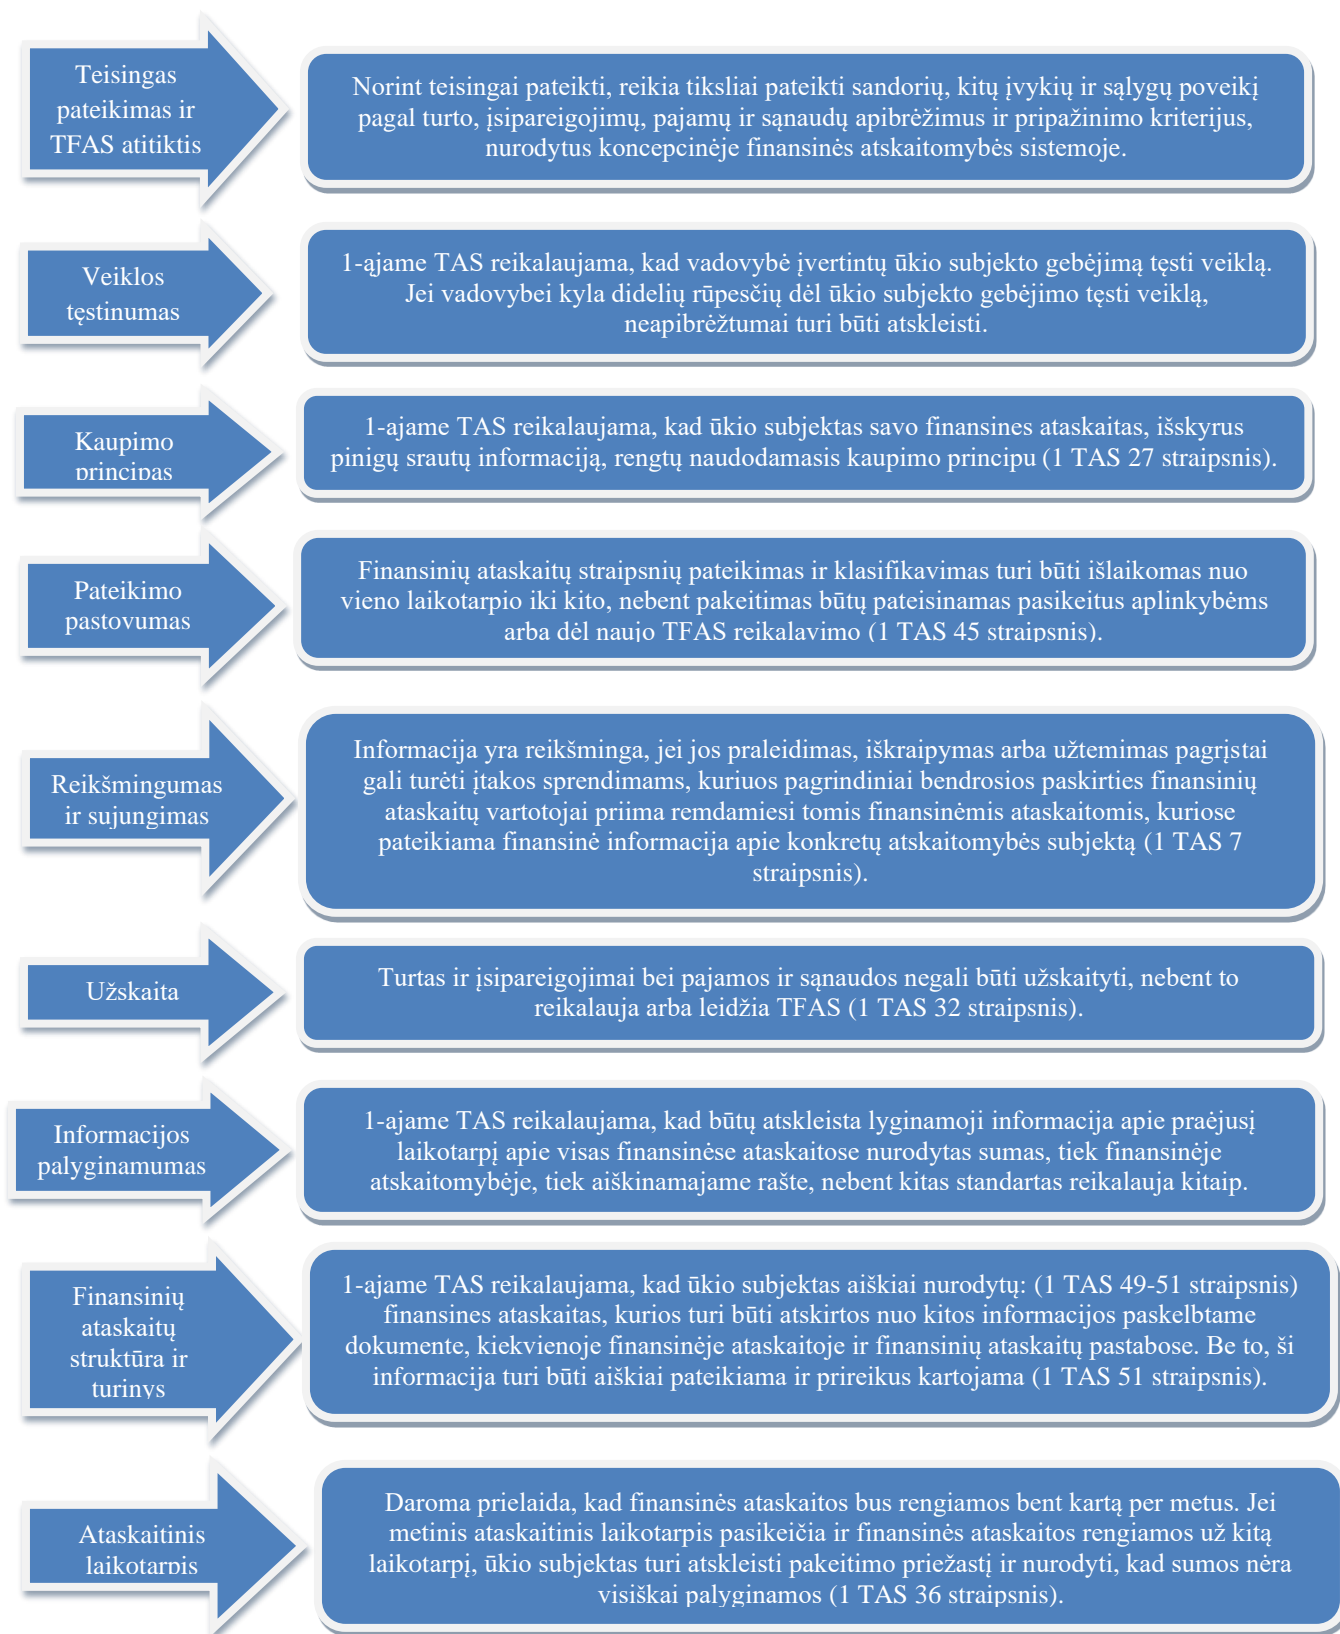 Teisingas
pateikimas ir
TFAS atitiktis
Norint teisingai pateikti, reikia tiksliai pateikti sandorių, kitų įvykių ir sąlygų poveikį
pagal turto, įsipareigojimų, pajamų ir sąnaudų apibrėžimus ir pripažinimo kriterijus,
nurodytus koncepcinėje finansinės atskaitomybės sistemoje.
Veiklos
tęstinumas
1-ąjame TAS reikalaujama, kad vadovybė įvertintų ūkio subjekto gebėjimą tęsti veiklą.
Jei vadovybei kyla didelių rūpesčių dėl ūkio subjekto gebėjimo tęsti veiklą,
neapibrėžtumai turi būti atskleisti.
Kaupimo
principas
1-ajame TAS reikalaujama, kad ūkio subjektas savo finansines ataskaitas, išskyrus
pinigų srautų informaciją, rengtų naudodamasis kaupimo principu (1 TAS 27 straipsnis).
Pateikimo
pastovumas
Finansinių ataskaitų straipsnių pateikimas ir klasifikavimas turi būti išlaikomas nuo
vieno laikotarpio iki kito, nebent pakeitimas būtų pateisinamas pasikeitus aplinkybėms
arba dėl naujo TFAS reikalavimo (1 TAS 45 straipsnis).
Reikšmingumas
ir sujungimas
Informacija yra reikšminga, jei jos praleidimas, iškraipymas arba užtemimas pagrįstai
gali turėti įtakos sprendimams, kuriuos pagrindiniai bendrosios paskirties finansinių
ataskaitų vartotojai priima remdamiesi tomis finansinėmis ataskaitomis, kuriose
pateikiama finansinė informacija apie konkretų atskaitomybės subjektą (1 TAS 7
straipsnis).
Užskaita
Turtas ir įsipareigojimai bei pajamos ir sąnaudos negali būti užskaityti, nebent to
reikalauja arba leidžia TFAS (1 TAS 32 straipsnis).
Informacijos
palyginamumas
1-ajame TAS reikalaujama, kad būtų atskleista lyginamoji informacija apie praėjusį
laikotarpį apie visas finansinėse ataskaitose nurodytas sumas, tiek finansinėje
atskaitomybėje, tiek aiškinamajame rašte, nebent kitas standartas reikalauja kitaip.
Finansinių
ataskaitų
struktūra ir
turinys
1-ajame TAS reikalaujama, kad ūkio subjektas aiškiai nurodytų: (1 TAS 49-51 straipsnis)
finansines ataskaitas, kurios turi būti atskirtos nuo kitos informacijos paskelbtame
dokumente, kiekvienoje finansinėje ataskaitoje ir finansinių ataskaitų pastabose. Be to, ši
informacija turi būti aiškiai pateikiama ir prireikus kartojama (1 TAS 51 straipsnis).
Ataskaitinis
laikotarpis
Daroma prielaida, kad finansinės ataskaitos bus rengiamos bent kartą per metus. Jei
metinis ataskaitinis laikotarpis pasikeičia ir finansinės ataskaitos rengiamos už kitą
laikotarpį, ūkio subjektas turi atskleisti pakeitimo priežastį ir nurodyti, kad sumos nėra
visiškai palyginamos (1 TAS 36 straipsnis).